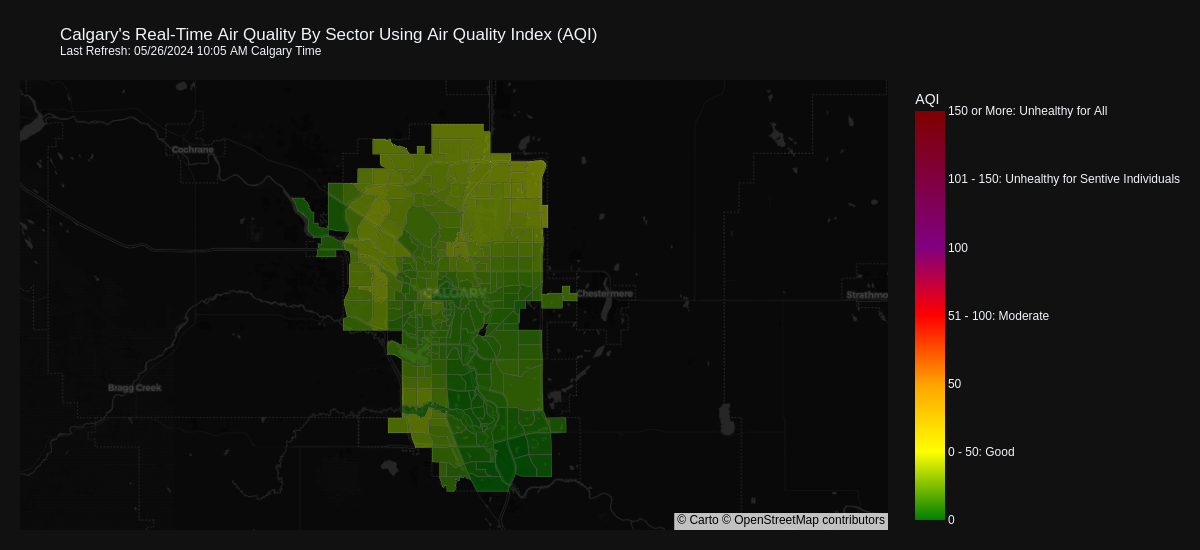 Calgary's Real-Time Air Quality By Sector Using Air Quality Index (AQI)
Last Refresh: 05/26/2024 10:05 AM Calgary Time
AQI
150 or More: Unhealthy for All
Cochrane
101 - 150: Unhealthy for Sentive Individuals
100
CALGARY
Chestermere
Strathmo
51 - 100: Moderate
50
Bragg Creek
0 - 50: Good
0
© Carto © OpenStreetMap contributors